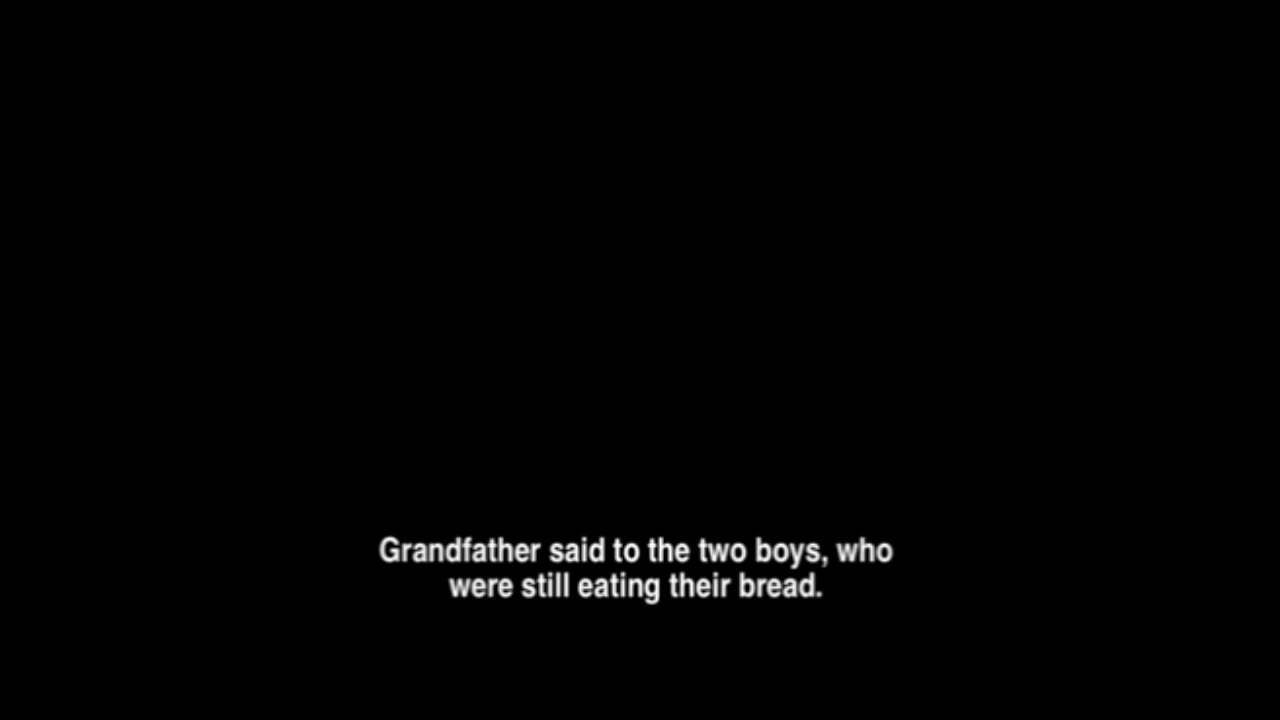 Grandfather said to the two boys, who
were still eating their bread.